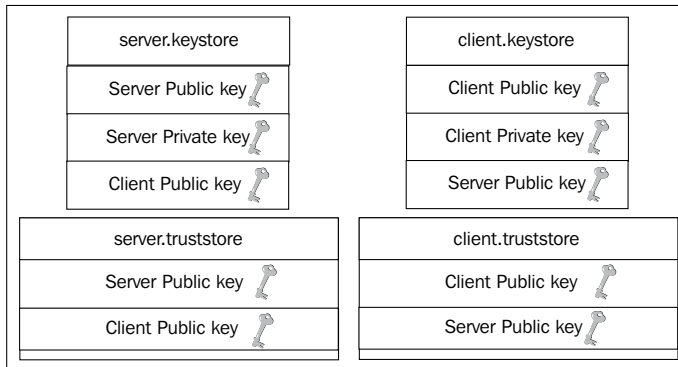 server.keystore
Server Public key
Server Private key
Client Public key
client.keystore
Client Public key
Client Private key
Server Public key
server.truststore
Server Public key
Client Public key
client.truststore
Client Public key
Server Public key